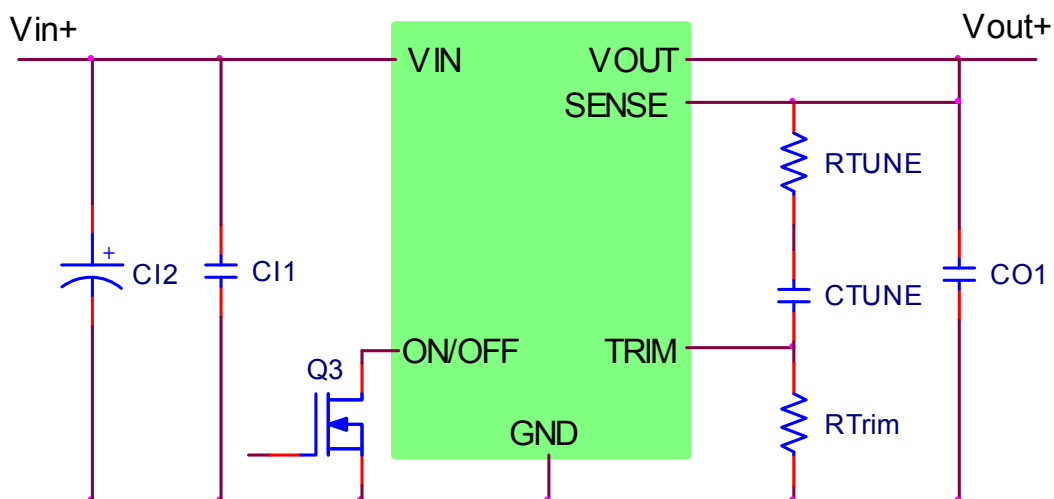 Vin+
Vout+
VIN
VOUT
SENSE
RTUNE
+
CI2
CI1
CTUNE
CO1
ON/OFF
TRIM
Q3
RTrim
GND